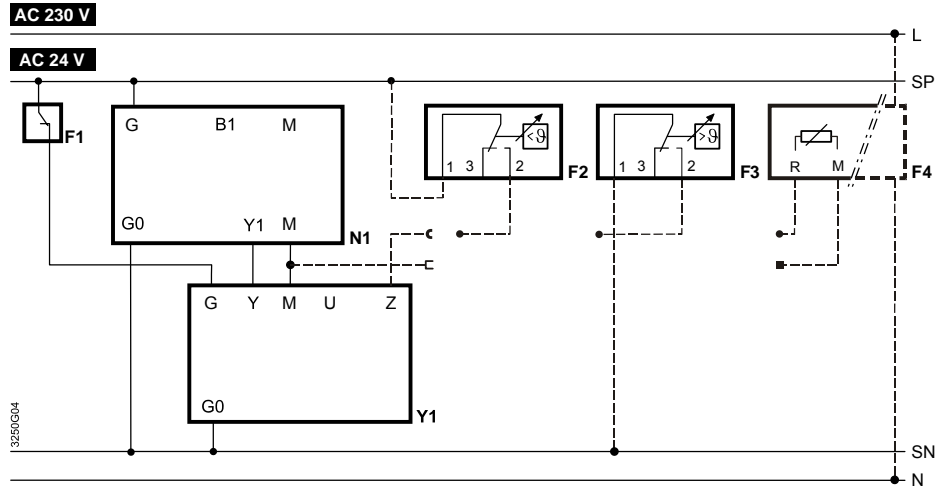 AC 230 V
L
AC 24 V
SP
F1
G B1 M
G0 Y1 M
N1
1 3 2
<ϑ
F2
1 3 2
>ϑ
F3
R M
F4
G Y M U Z
G0
Y1
3250G04
SN
N